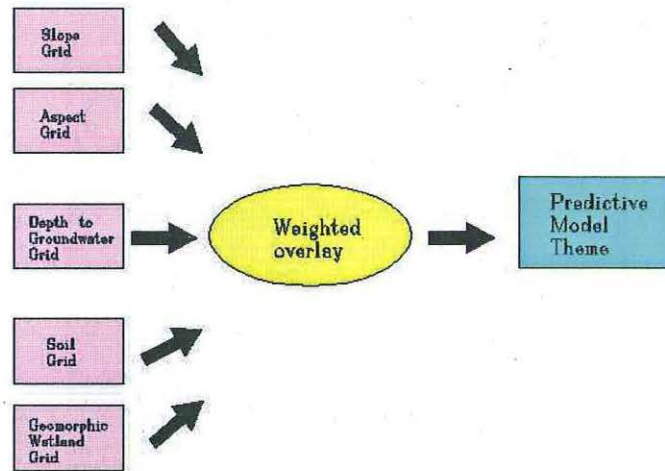 Slope
Grid
Aspect
Grid
Depth to
Groundwater
Grid
Soil
Grid
Geomorphic
Wetland
Grid
Weighted
overlay
Predictive
Model
Theme